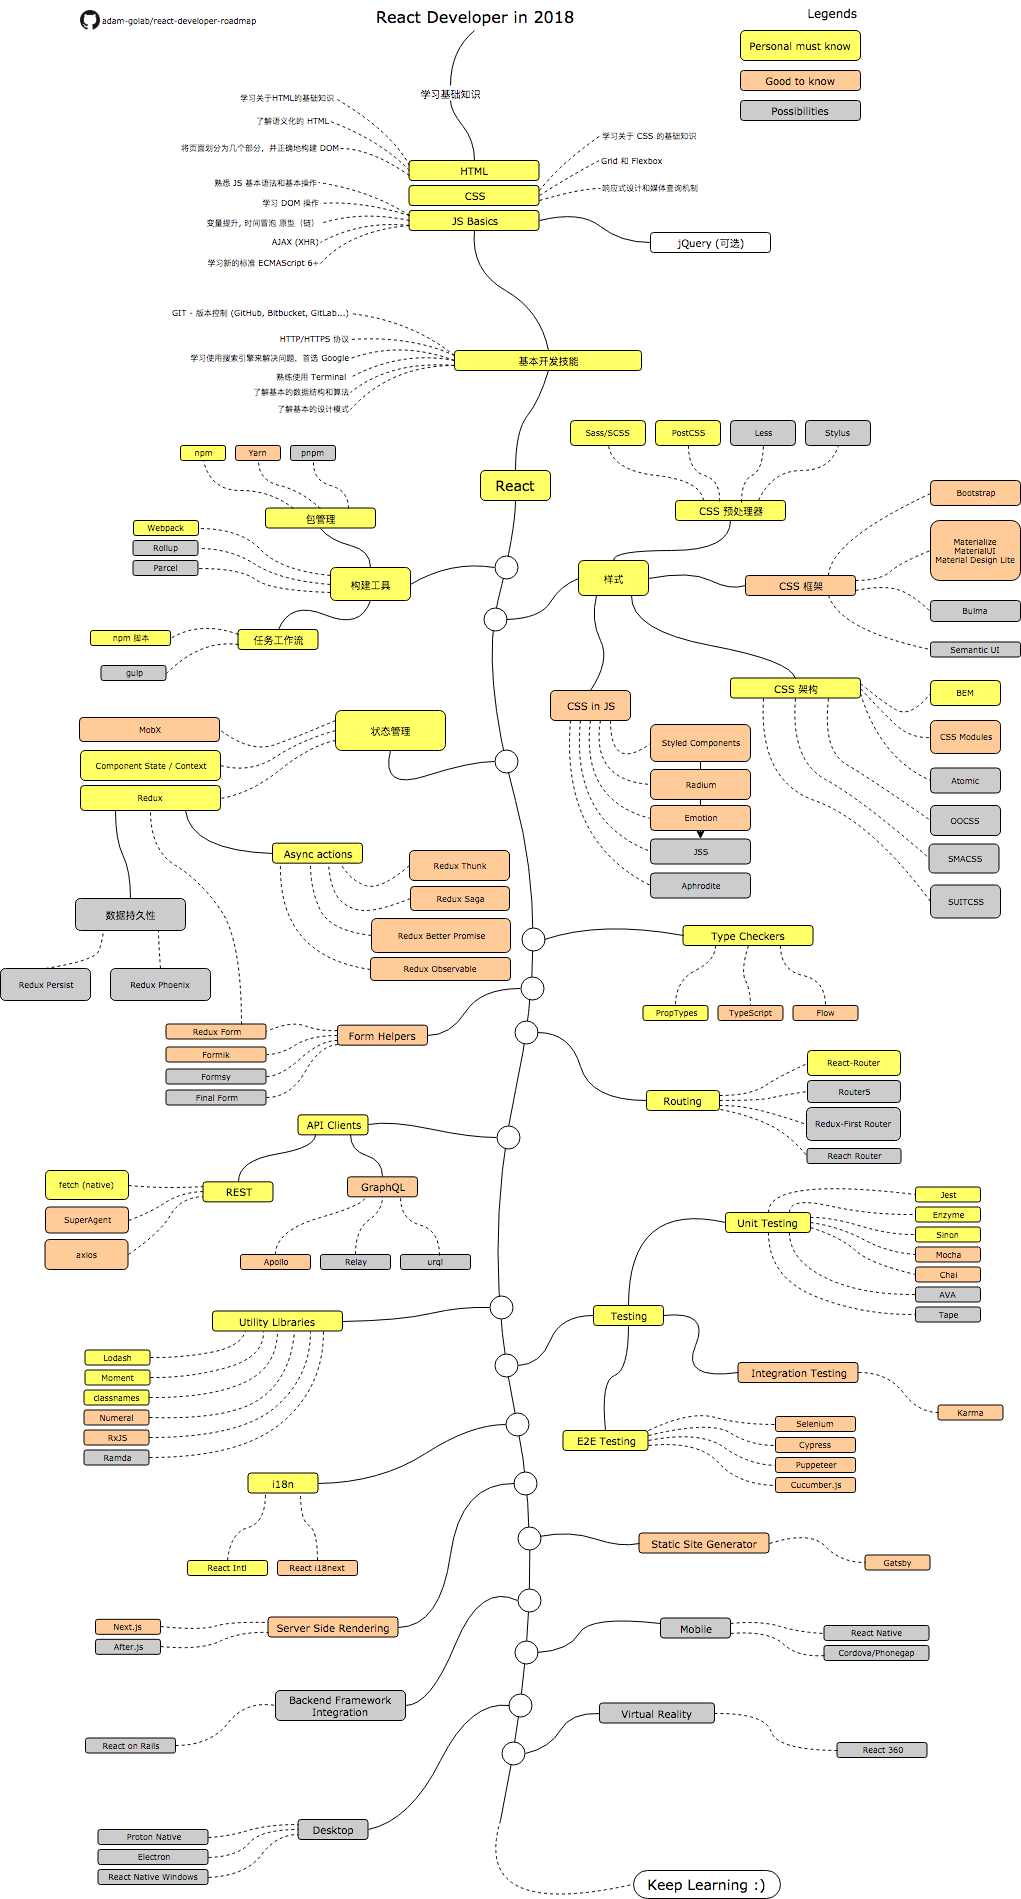 adam-golab/react-developer-roadmap
React Developer in 2018
Legends
Personal must know
Good to know
Possibilities
学习基础知识
学习关于HTML的基础知识
了解语义化的 HTML
将页面划分为几个部分，并正确地构建 DOM
HTML
CSS
JS Basics
学习关于 CSS 的基础知识
Grid 和 Flexbox
响应式设计和媒体查询机制
熟悉 JS 基本语法和基本操作
学习 DOM 操作
变量提升, 时间冒泡 原型（链）
AJAX (XHR)
学习新的标准 ECMAScript 6+
jQuery (可选)
GIT - 版本控制 (GitHub, Bitbucket, GitLab...)
HTTP/HTTPS 协议
学习使用搜索引擎来解决问题，首选 Google
熟练使用 Terminal
了解基本的数据结构和算法
了解基本的设计模式
基本开发技能
React
npm
Yarn
pnpm
包管理
Webpack
Rollup
Parcel
构建工具
npm 脚本
gulp
任务工作流
Sass/SCSS
PostCSS
Less
Stylus
CSS 预处理器
样式
CSS 框架
Bootstrap
Materialize
MaterialUI
Material Design Lite
Bulma
Semantic UI
CSS 架构
BEM
CSS Modules
Atomic
OOCSS
SMACSS
SUITCSS
CSS in JS
Styled Components
Radium
Emotion
JSS
Aphrodite
状态管理
MobX
Component State / Context
Redux
Async actions
Redux Thunk
Redux Saga
Redux Better Promise
Redux Observable
数据持久性
Redux Persist
Redux Phoenix
Type Checkers
PropTypes
TypeScript
Flow
Form Helpers
Redux Form
Formik
Formsy
Final Form
Routing
React-Router
Router5
Redux-First Router
Reach Router
API Clients
REST
fetch (native)
SuperAgent
axios
GraphQL
Apollo
Relay
urql
Utility Libraries
Lodash
Moment
classnames
Numeral
RxJS
Ramda
Testing
Unit Testing
Jest
Enzyme
Sinon
Mocha
Chai
AVA
Tape
Integration Testing
Karma
E2E Testing
Selenium
Cypress
Puppeteer
Cucumber.js
i18n
React Intl
React i18next
Static Site Generator
Gatsby
Server Side Rendering
Next.js
After.js
Mobile
React Native
Cordova/Phonegap
Backend Framework
Integration
React on Rails
Virtual Reality
React 360
Desktop
Proton Native
Electron
React Native Windows
Keep Learning :)